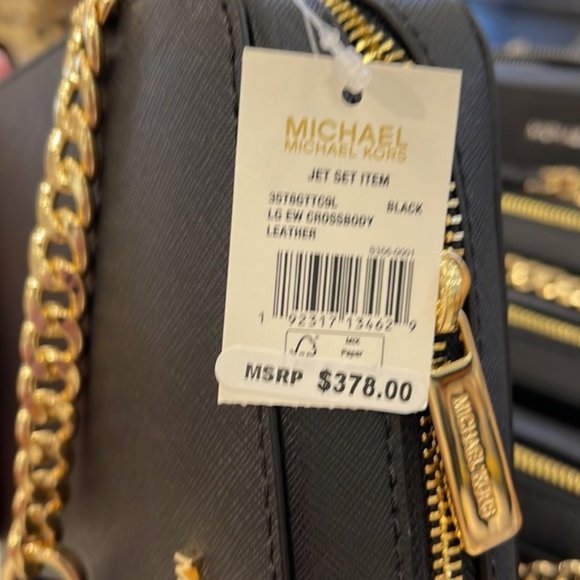 MICHAEL
MICHAEL KORS
JET SET ITEM
35T8GTTC9L BLACK
LG EW CROSSBODY
LEATHER
1 92317 13462 9
MIX
Paper
MSRP $378.00
MICHAEL KORS